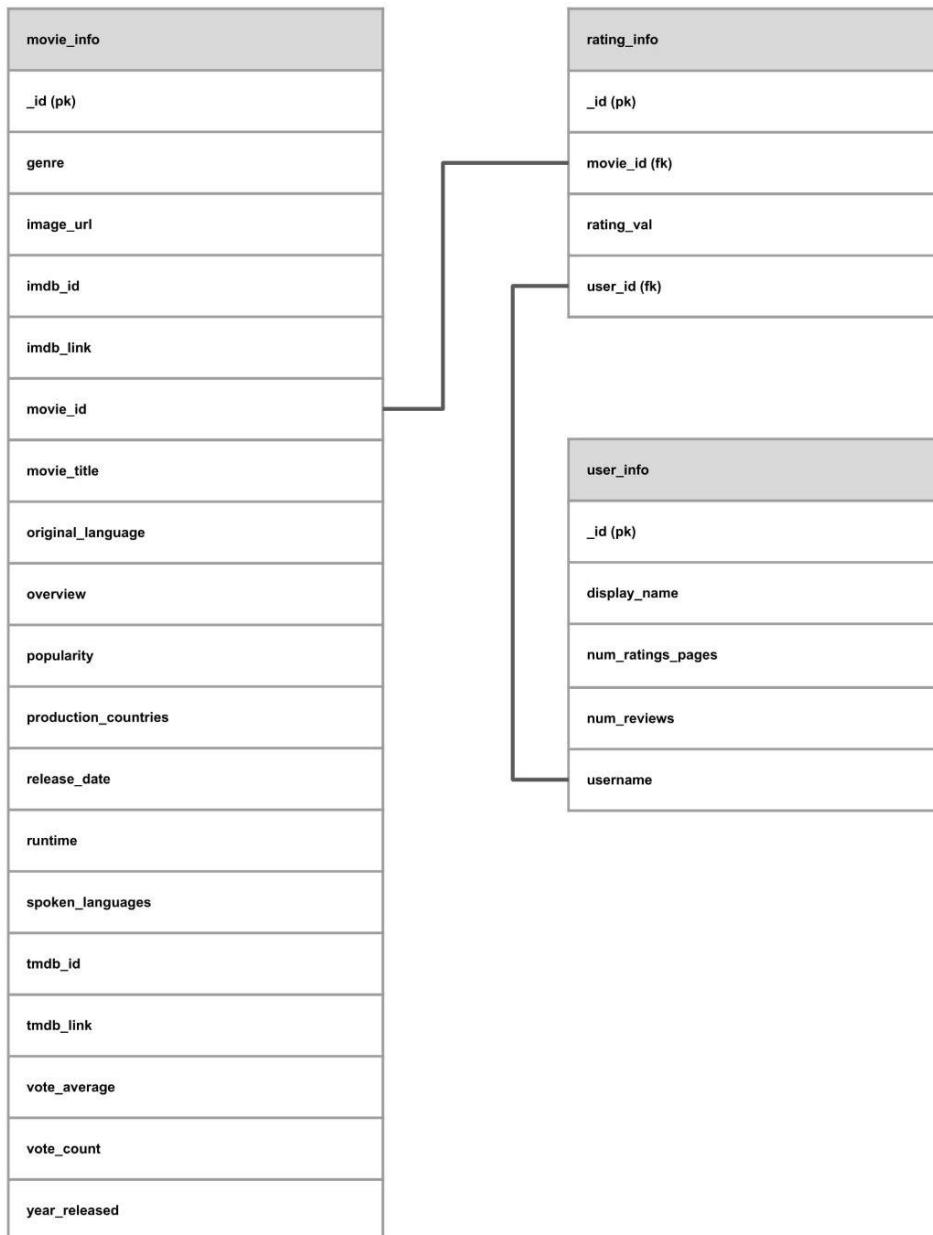 movie_info
_id (pk)
genre
image_url
imdb_id
imdb_link
movie_id
movie_title
original_language
overview
popularity
production_countries
release_date
runtime
spoken_languages
tmdb_id
tmdb_link
vote_average
vote_count
year_released
rating_info
_id (pk)
movie_id (fk)
rating_val
user_id (fk)
user_info
_id (pk)
display_name
num_ratings_pages
num_reviews
username